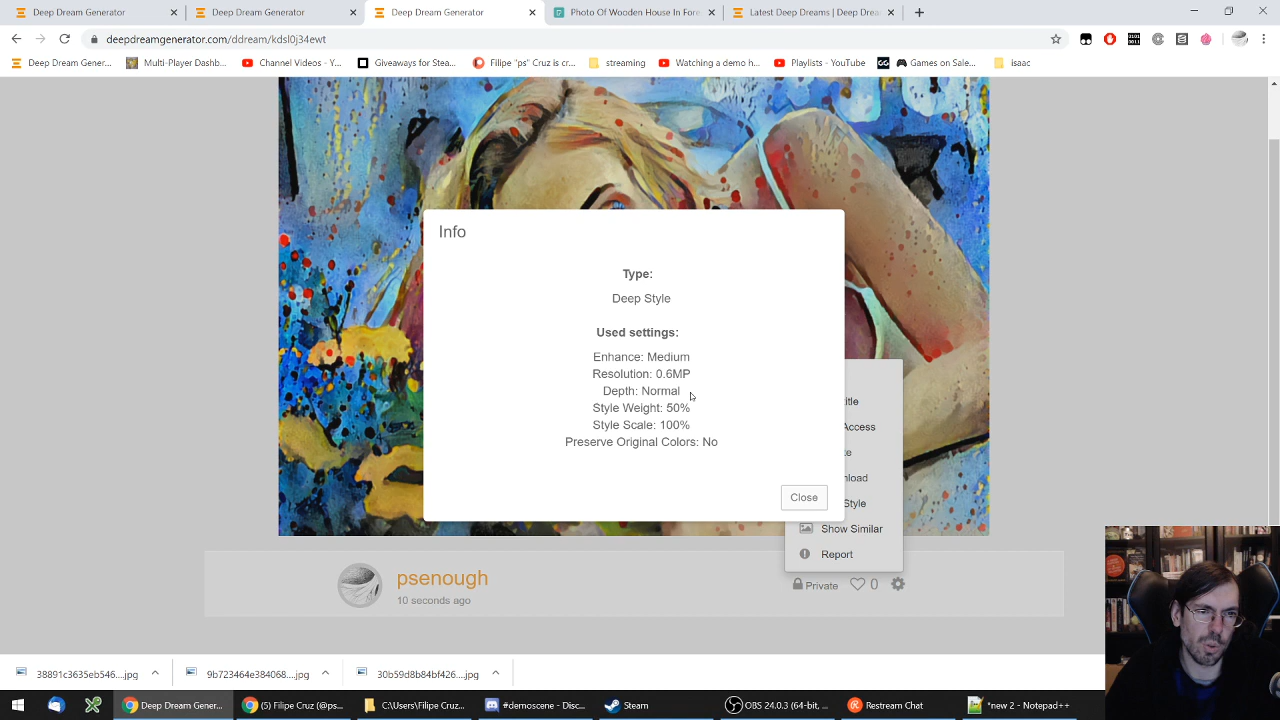 Deep Dream Generator
Deep Dream Generator
Deep Dream Generator
Photo Of Wooden House In Fore
Latest Deep Dreams | Deep Drea
deepdreamgenerator.com/ddream/kdsl0j34ewt
Deep Dream Gener...
Multi-Player Dashb...
Channel Videos - Y...
Giveaways for Stea...
Filipe "ps" Cruz is cr...
streaming
Watching a demo h...
Playlists - YouTube
GG
Games on Sale...
isaac
Info
Type:
Deep Style
Used settings:
Enhance: Medium
Resolution: 0.6MP
Depth: Normal
Style Weight: 50%
Style Scale: 100%
Preserve Original Colors: No
Close
itle
Access
te
nload
Style
Show Similar
Report
psenough
10 seconds ago
Private
0
38891c3635eb546....jpg
9b723464e384068....jpg
30b59d8b84bf426....jpg
Deep Dream Gener...
(5) Filipe Cruz (@ps...
C:\Users\Filipe Cruz...
#demoscene - Disc...
Steam
OBS 24.0.3 (64-bit, ...
Restream Chat
*new 2 - Notepad++